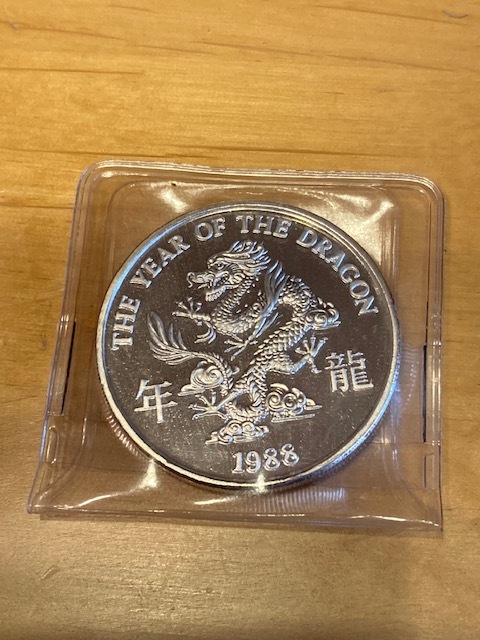 THE YEAR OF THE DRAGON
年 龍
1988